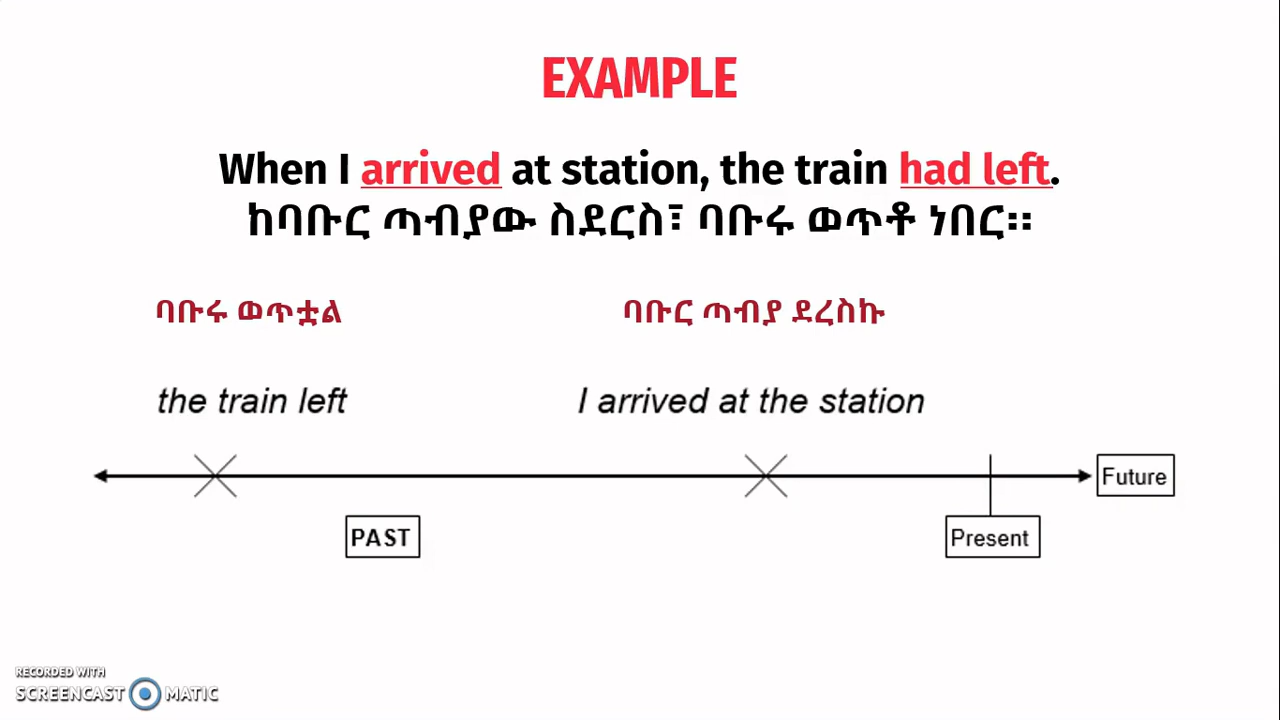 EXAMPLE
When I arrived at station, the train had left.
ከባቡር ጣብያው ስደርስ፣ ባቡሩ ወጥቶ ነበር።
ባቡሩ ወጥቷል
ባቡር ጣብያ ደረስኩ
the train left
I arrived at the station
Future
PAST
Present
RECORDED WITH
SCREENCAST MATIC